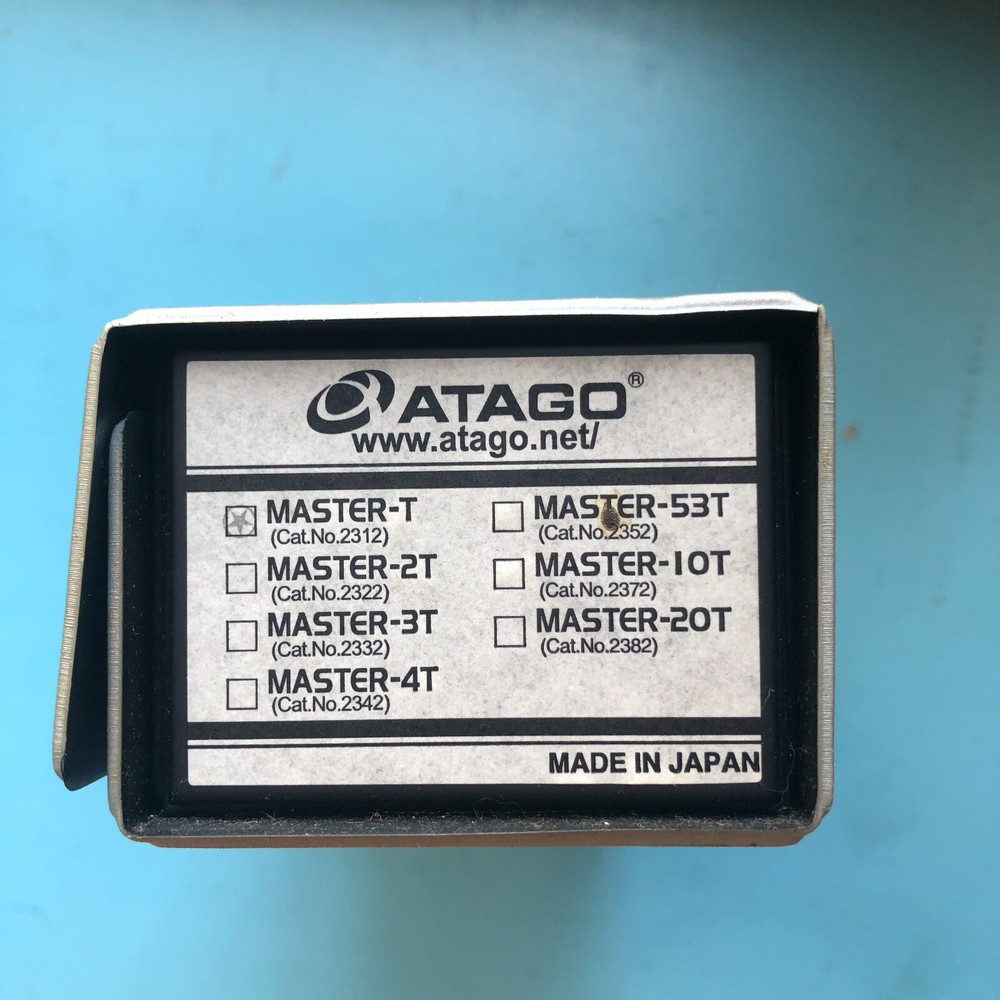 ATAGO®
www.atago.net/
MASTER-T
(Cat.No.2312)
MASTER-2T
(Cat.No.2322)
MASTER-3T
(Cat.No.2332)
MASTER-4T
(Cat.No.2342)
MASTER-53T
(Cat.No.2352)
MASTER-10T
(Cat.No.2372)
MASTER-20T
(Cat.No.2382)
MADE IN JAPAN